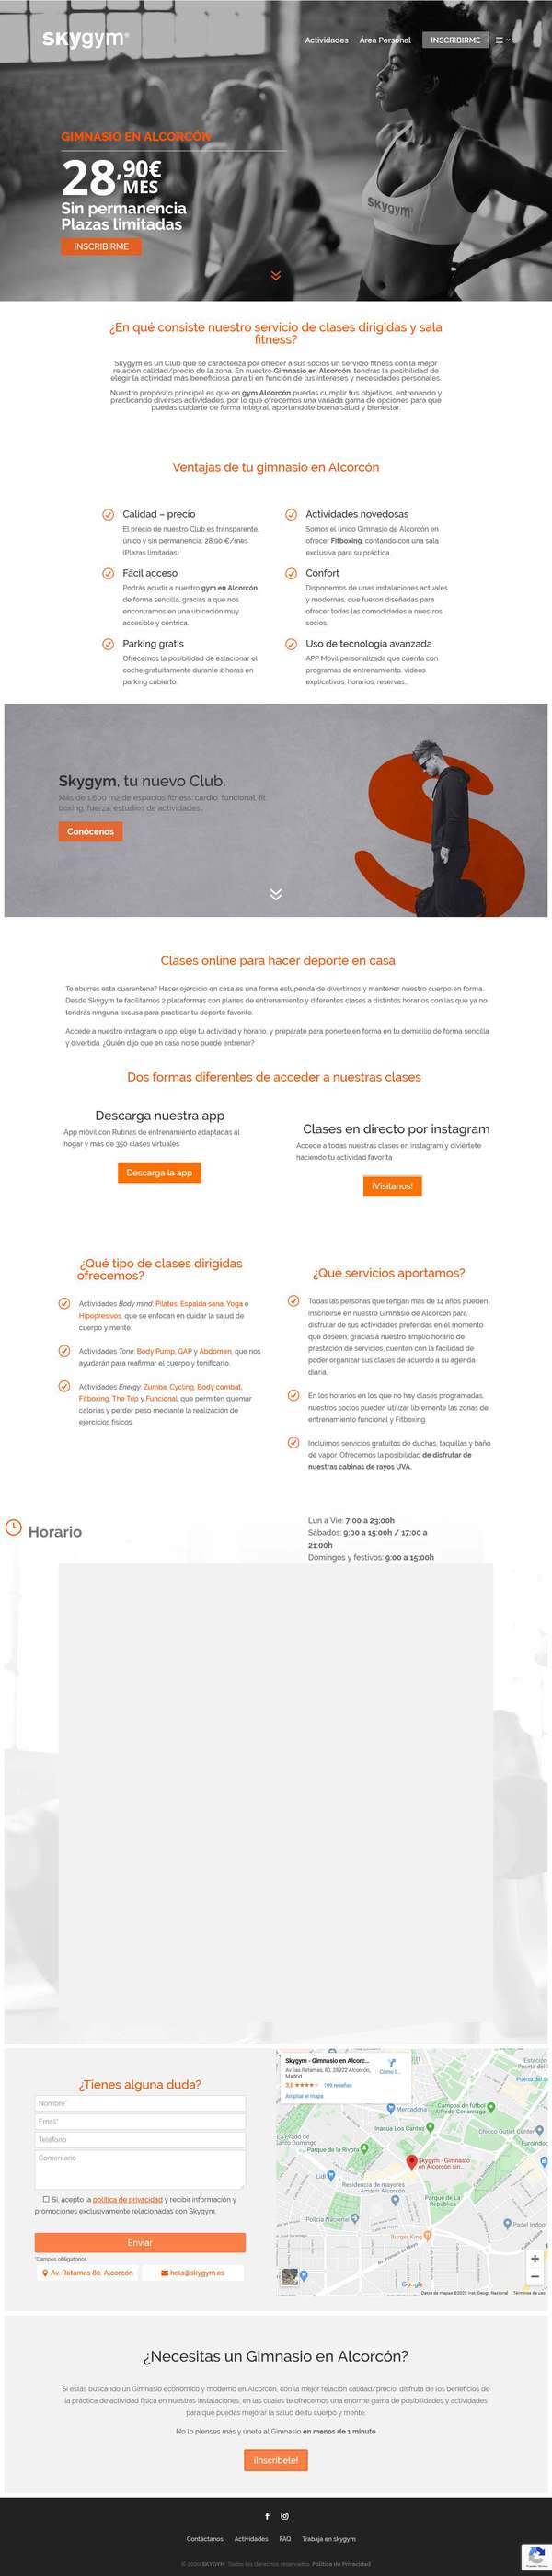 skygym®
Actividades Área Personal INSCRIBIRME
GIMNASIO EN ALCORCÓN
28,90€
MES
Sin permanencia
Plazas limitadas
INSCRIBIRME
skygym
¿En qué consiste nuestro servicio de clases dirigidas y sala
fitness?
Skygym es un Club que se caracteriza por ofrecer a sus socios un servicio fitness con la mejor
relación calidad/precio de la zona. En nuestro Gimnasio en Alcorcón, tendrás la posibilidad de
elegir la actividad más beneficiosa para ti en función de tus intereses y necesidades personales.
Nuestro propósito principal es que en gym Alcorcón puedas cumplir tus objetivos, entrenando y
practicando diversas actividades, por lo que ofrecemos una variada gama de opciones para que
puedas cuidarte de forma integral, aportándote buena salud y bienestar.
Ventajas de tu gimnasio en Alcorcón
Calidad – precio
El precio de nuestro Club es transparente,
único y sin permanencia: 28,90 €/mes
(Plazas limitadas)
Actividades novedosas
Somos el único Gimnasio de Alcorcón en
ofrecer Fitboxing, contando con una sala
exclusiva para su práctica.
Fácil acceso
Podrás acudir a nuestro gym en Alcorcón
de forma sencilla, gracias a que nos
encontramos en una ubicación muy
accesible y céntrica.
Confort
Disponemos de unas instalaciones actuales
y modernas, que fueron diseñadas para
ofrecer todas las comodidades a nuestros
socios.
Parking gratis
Ofrecemos la posibilidad de estacionar el
coche gratuitamente durante 2 horas en
parking cubierto.
Uso de tecnología avanzada
APP Móvil personalizada que cuenta con
programas de entrenamiento, vídeos
explicativos, horarios, reservas…
Skygym, tu nuevo Club.
Más de 1.600 m2 de espacios fitness: cardio, funcional, fit
boxing, fuerza, estudios de actividades…
Conócenos
Clases online para hacer deporte en casa
Te aburres esta cuarentena? Hacer ejercicio en casa es una forma estupenda de divertirnos y mantener nuestro cuerpo en forma.
Desde Skygym te facilitamos 2 plataformas con planes de entrenamiento y diferentes clases a distintos horarios con las que ya no
tendrás ninguna excusa para practicar tu deporte favorito.
Accede a nuestro instagram o app, elige tu actividad y horario, y prepárate para ponerte en forma en tu domicilio de forma sencilla
y divertida. ¿Quién dijo que en casa no se puede entrenar?
Dos formas diferentes de acceder a nuestras clases
Descarga nuestra app
App móvil con Rutinas de entrenamiento adaptadas al
hogar y más de 350 clases virtuales
Descarga la app
Clases en directo por instagram
Accede a todas nuestras clases en instagram y diviértete
haciendo tu actividad favorita
¡Visítanos!
¿Qué tipo de clases dirigidas
ofrecemos?
Actividades Body mind: Pilates, Espalda sana, Yoga e
Hipopresivos, que se enfocan en cuidar la salud de
cuerpo y mente.
Actividades Tone: Body Pump, GAP y Abdomen, que nos
ayudarán para reafirmar el cuerpo y tonificarlo.
Actividades Energy: Zumba, Cycling, Body combat,
Fitboxing, The Trip y Funcional, que permiten quemar
calorías y perder peso mediante la realización de
ejercicios físicos.
¿Qué servicios aportamos?
Todas las personas que tengan más de 14 años pueden
inscribirse en nuestro Gimnasio de Alcorcón para
disfrutar de sus actividades preferidas en el momento
que deseen, gracias a nuestro amplio horario de
prestación de servicios, cuentan con la facilidad de
poder organizar sus clases de acuerdo a su agenda
diaria.
En los horarios en los que no hay clases programadas,
nuestros socios pueden utilizar libremente las zonas de
entrenamiento funcional y Fitboxing.
Incluimos servicios gratuitos de duchas, taquillas y baño
de vapor. Ofrecemos la posibilidad de disfrutar de
nuestras cabinas de rayos UVA.
Horario
Lun a Vie: 7:00 a 23:00h
Sábados: 9:00 a 15:00h / 17:00 a
21:00h
Domingos y festivos: 9:00 a 15:00h
¿Tienes alguna duda?
Nombre*
Email*
Teléfono
Comentario
Sí, acepto la política de privacidad y recibir información y
promociones exclusivamente relacionadas con Skygym.
Enviar
*Campos obligatorios.
Av. Retamas 80. Alcorcón
hola@skygym.es
Skygym - Gimnasio en Alcorc...
Av. las Retamas, 80, 28922 Alcorcón,
Madrid
Cómo ll...
3,8 109 reseñas
Ampliar el mapa
Estación
Puerta del
Mercadona
Campos de fútbol
Alfredo Cenarriaga
Inacua Los Cantos
Chicco Outlet Center
Parque de la Rivota
Skygym - Gimnasio
en Alcorcón sin...
Lidl
Residencia de mayores
Amavir Alcorcón
Parque de La
República
Policía Nacional
Padel Indoor
Burger King
Google
Datos de mapas ©2025 Inst. Geogr. Nacional Términos de uso
¿Necesitas un Gimnasio en Alcorcón?
Si estás buscando un Gimnasio económico y moderno en Alcorcón, con la mejor relación calidad/precio, disfruta de los beneficios de
la práctica de actividad física en nuestras instalaciones, en las cuales te ofrecemos una enorme gama de posibilidades y actividades
para que puedas mejorar la salud de tu cuerpo y mente.
No lo pienses más y únete al Gimnasio en menos de 1 minuto
¡Inscríbete!
Contáctanos Actividades FAQ Trabaja en skygym
© 2020 SKYGYM. Todos los derechos reservados. Política de Privacidad